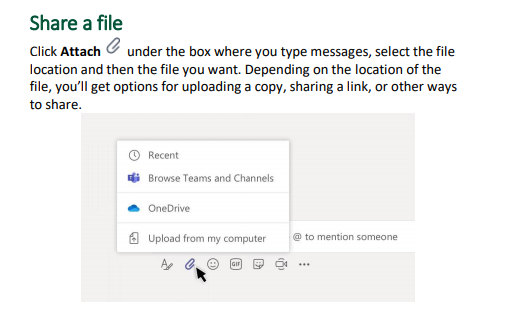 Share a file
Click Attach under the box where you type messages, select the file
location and then the file you want. Depending on the location of the
file, you'll get options for uploading a copy, sharing a link, or other ways
to share.
Recent
Browse Teams and Channels
OneDrive
Upload from my computer
@ to mention someone
GIF